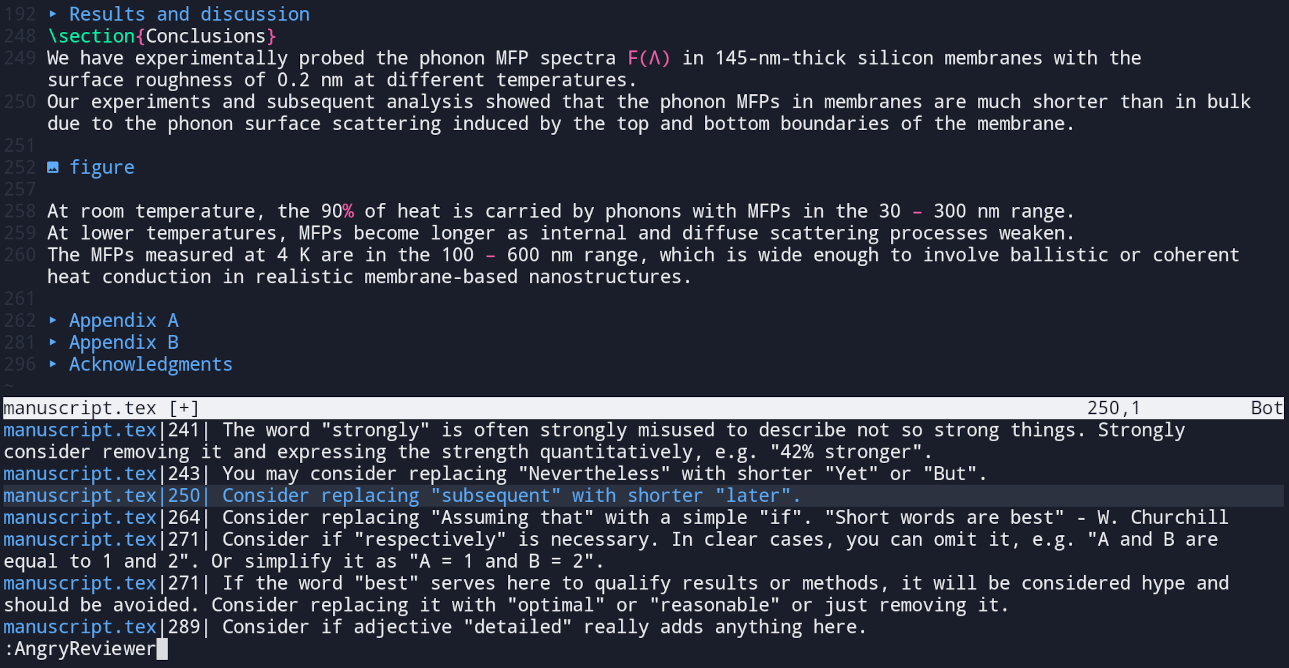 192 ▸ Results and discussion
248 \section{Conclusions}
249 We have experimentally probed the phonon MFP spectra F(Λ) in 145-nm-thick silicon membranes with the
surface roughness of 0.2 nm at different temperatures.
250 Our experiments and subsequent analysis showed that the phonon MFPs in membranes are much shorter than in bulk
due to the phonon surface scattering induced by the top and bottom boundaries of the membrane.
251
252 figure
257
258 At room temperature, the 90% of heat is carried by phonons with MFPs in the 30 – 300 nm range.
259 At lower temperatures, MFPs become longer as internal and diffuse scattering processes weaken.
260 The MFPs measured at 4 K are in the 100 – 600 nm range, which is wide enough to involve ballistic or coherent
heat conduction in realistic membrane-based nanostructures.
261
262 ▸ Appendix A
281 ▸ Appendix B
296 ▸ Acknowledgments
~
manuscript.tex [+] 250,1 Bot
manuscript.tex|241| The word "strongly" is often strongly misused to describe not so strong things. Strongly
consider removing it and expressing the strength quantitatively, e.g. "42% stronger".
manuscript.tex|243| You may consider replacing "Nevertheless" with shorter "Yet" or "But".
manuscript.tex|250| Consider replacing "subsequent" with shorter "later".
manuscript.tex|264| Consider replacing "Assuming that" with a simple "if". "Short words are best" - W. Churchill
manuscript.tex|271| Consider if "respectively" is necessary. In clear cases, you can omit it, e.g. "A and B are
equal to 1 and 2". Or simplify it as "A = 1 and B = 2".
manuscript.tex|271| If the word "best" serves here to qualify results or methods, it will be considered hype and
should be avoided. Consider replacing it with "optimal" or "reasonable" or just removing it.
manuscript.tex|289| Consider if adjective "detailed" really adds anything here.
:AngryReviewer